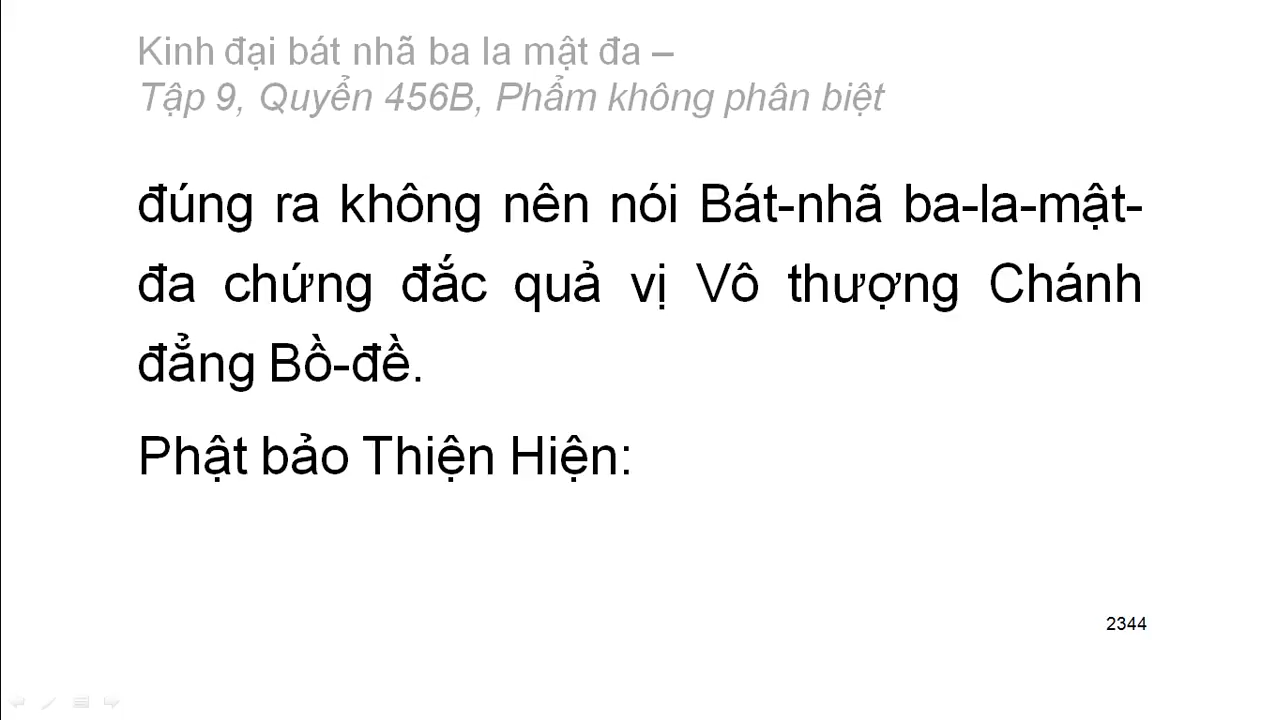 Kinh đại bát nhã ba la mật đa –
Tập 9, Quyển 456B, Phẩm không phân biệt
đúng ra không nên nói Bát-nhã ba-la-mật-
đa chứng đắc quả vị Vô thượng Chánh
đẳng Bồ-đề.
Phật bảo Thiện Hiện:
2344